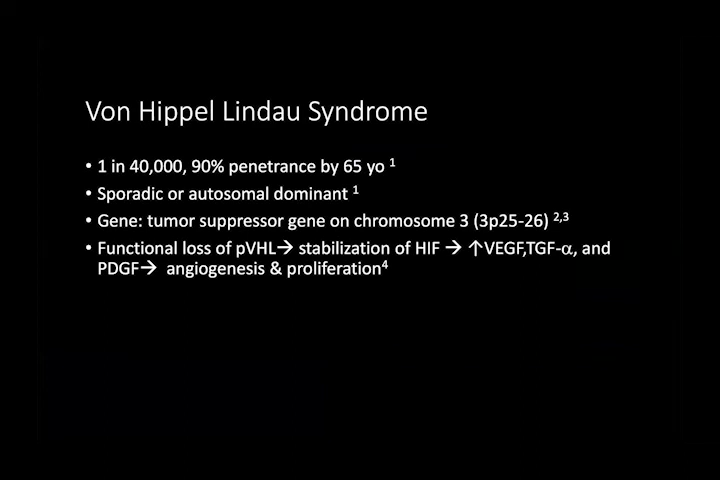 Von Hippel Lindau Syndrome
• 1 in 40,000, 90% penetrance by 65 yo ¹
• Sporadic or autosomal dominant ¹
• Gene: tumor suppressor gene on chromosome 3 (3p25-26) ²,³
• Functional loss of pVHL→ stabilization of HIF → ↑VEGF,TGF-α, and
PDGF→ angiogenesis & proliferation⁴